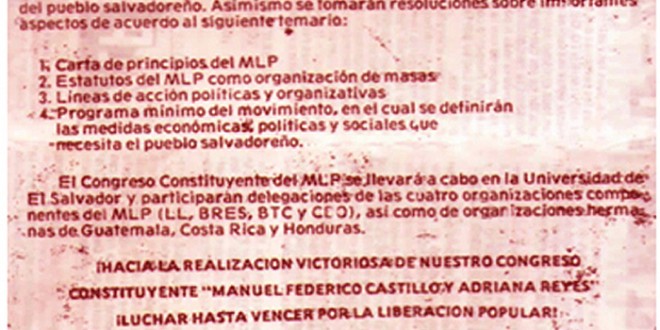 del pueblo salvadoreño. Asimismo se tomarán resoluciones sobre importantes
aspectos de acuerdo al siguiente temario:
1. Carta de principios del MLP
2. Estatutos del MLP como organización de masas
3. Líneas de acción políticas y organizativas
4. Programa mínimo del movimiento, en el cual se definirán
las medidas económicas, políticas y sociales que
necesita el pueblo salvadoreño.
El Congreso Constituyente del MLP se llevará a cabo en la Universidad de
El Salvador y participarán delegaciones de las cuatro organizaciones compo-
nentes del MLP (LL, BRES, BTC y CCO), así como de organizaciones herma-
nas de Guatemala, Costa Rica y Honduras.
¡HACIA LA REALIZACION VICTORIOSA DE NUESTRO CONGRESO
CONSTITUYENTE "MANUEL FEDERICO CASTILLO Y ADRIANA REYES"
¡LUCHAR HASTA VENCER POR LA LIBERACION POPULAR!